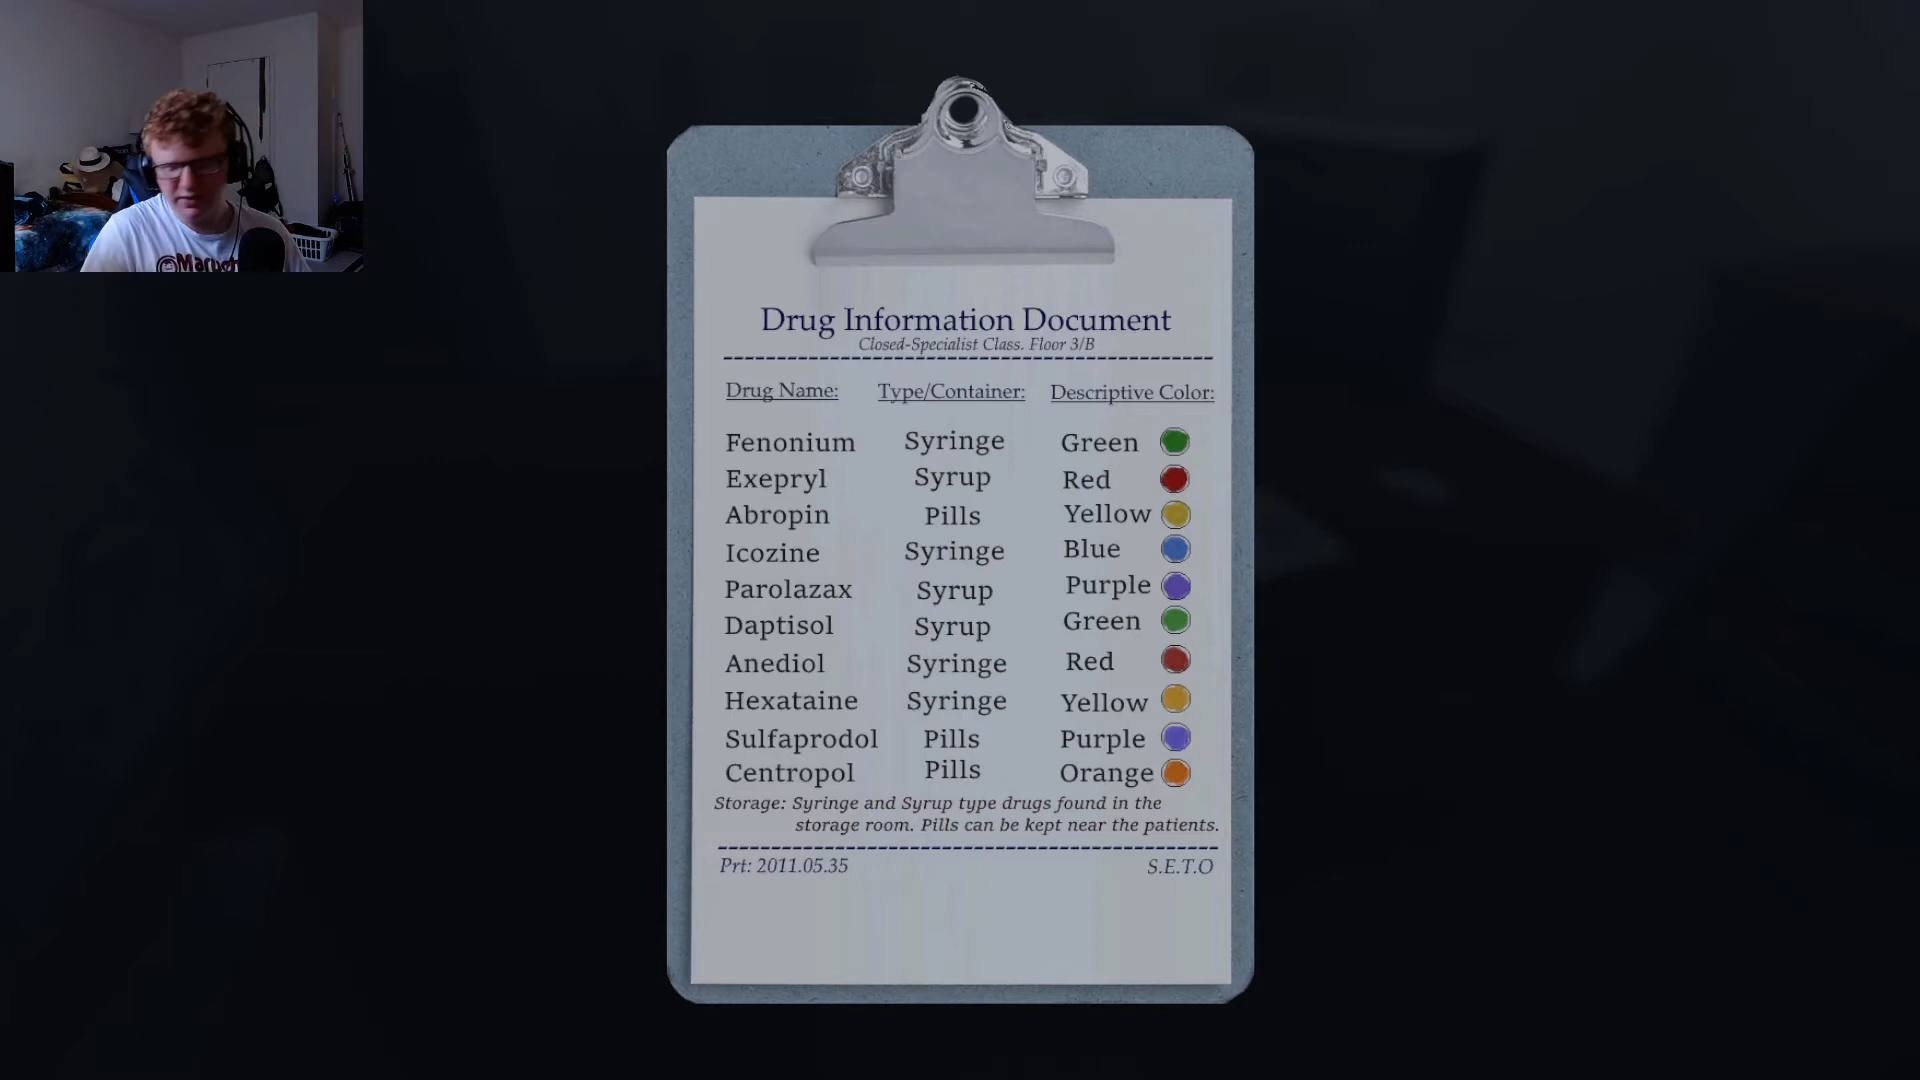 Drug Information Document
Closed-Specialist Class. Floor 3/B
Drug Name: Type/Container: Descriptive Color:
Fenonium Syringe Green
Exepryl Syrup Red
Abropin Pills Yellow
Icozine Syringe Blue
Parolazax Syrup Purple
Daptisol Syrup Green
Anediol Syringe Red
Hexataine Syringe Yellow
Sulfaprodol Pills Purple
Centropol Pills Orange
Storage: Syringe and Syrup type drugs found in the
storage room. Pills can be kept near the patients.
Prt: 2011.05.35 S.E.T.O